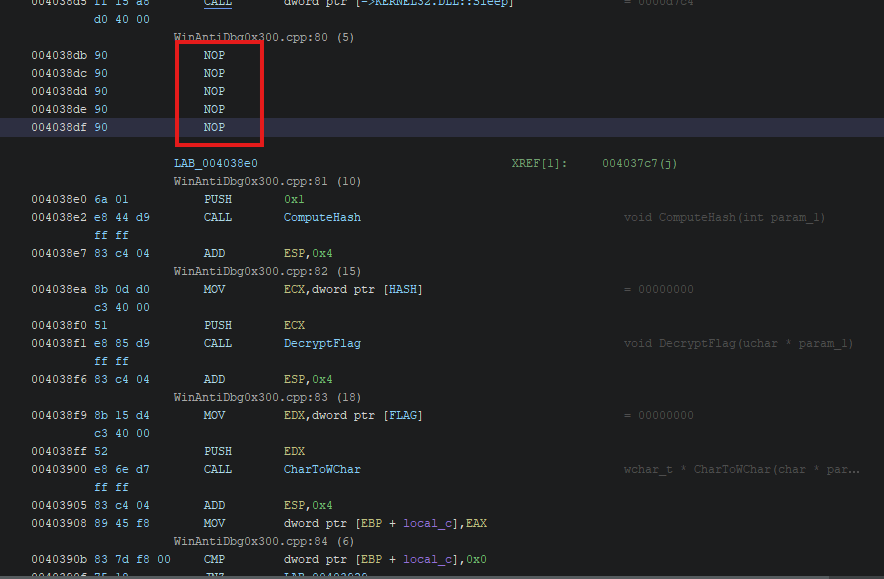 004038d5 ff 15 a8 CALL dword ptr [->KERNEL32.DLL::Sleep] = 0000d7c4
d0 40 00
WinAntiDbg0x300.cpp:80 (5)
004038db 90 NOP
004038dc 90 NOP
004038dd 90 NOP
004038de 90 NOP
004038df 90 NOP
LAB_004038e0 XREF[1]: 004037c7(j)
WinAntiDbg0x300.cpp:81 (10)
004038e0 6a 01 PUSH 0x1
004038e2 e8 44 d9 CALL ComputeHash void ComputeHash(int param_1)
ff ff
004038e7 83 c4 04 ADD ESP,0x4
WinAntiDbg0x300.cpp:82 (15)
004038ea 8b 0d d0 MOV ECX,dword ptr [HASH] = 00000000
c3 40 00
004038f0 51 PUSH ECX
004038f1 e8 85 d9 CALL DecryptFlag void DecryptFlag(uchar * param_1)
ff ff
004038f6 83 c4 04 ADD ESP,0x4
WinAntiDbg0x300.cpp:83 (18)
004038f9 8b 15 d4 MOV EDX,dword ptr [FLAG] = 00000000
c3 40 00
004038ff 52 PUSH EDX
00403900 e8 6e d7 CALL CharToWChar wchar_t * CharToWChar(char * par...
ff ff
00403905 83 c4 04 ADD ESP,0x4
00403908 89 45 f8 MOV dword ptr [EBP + local_c],EAX
WinAntiDbg0x300.cpp:84 (6)
0040390b 83 7d f8 00 CMP dword ptr [EBP + local_c],0x0